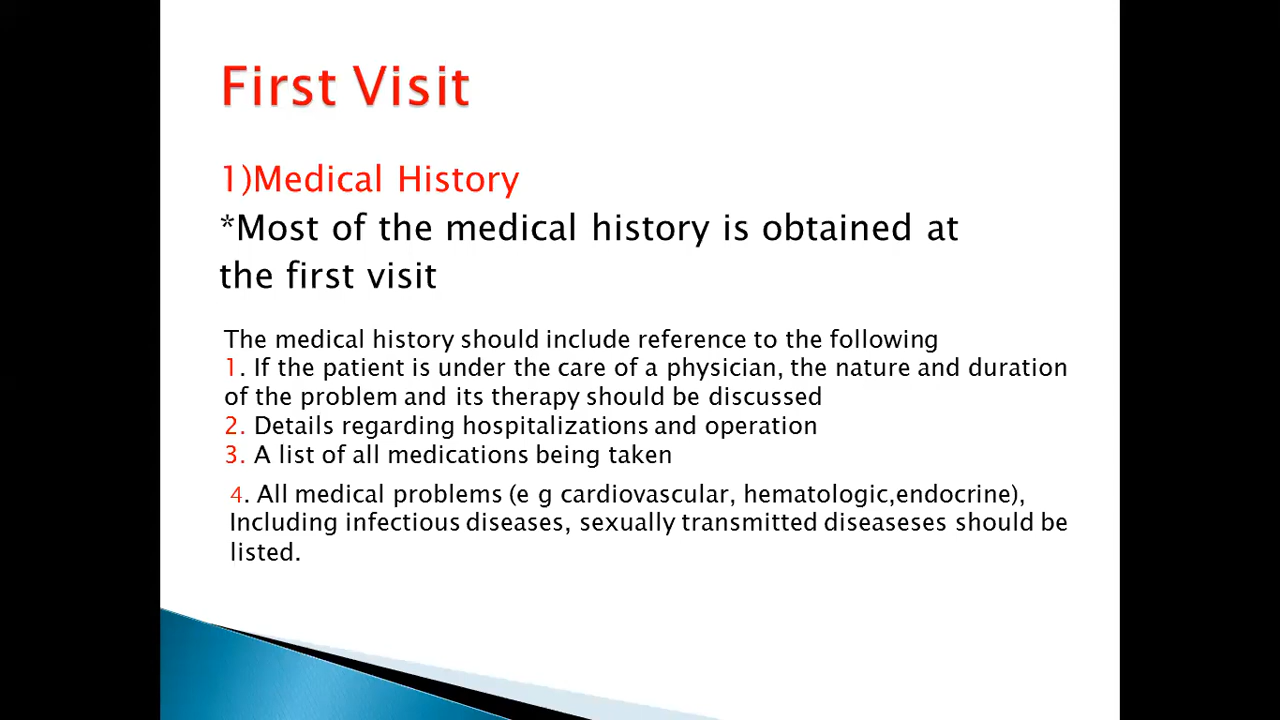 First Visit
1)Medical History
*Most of the medical history is obtained at
the first visit
The medical history should include reference to the following
1. If the patient is under the care of a physician, the nature and duration
of the problem and its therapy should be discussed
2. Details regarding hospitalizations and operation
3. A list of all medications being taken
4. All medical problems (e g cardiovascular, hematologic,endocrine),
Including infectious diseases, sexually transmitted diseaseses should be
listed.